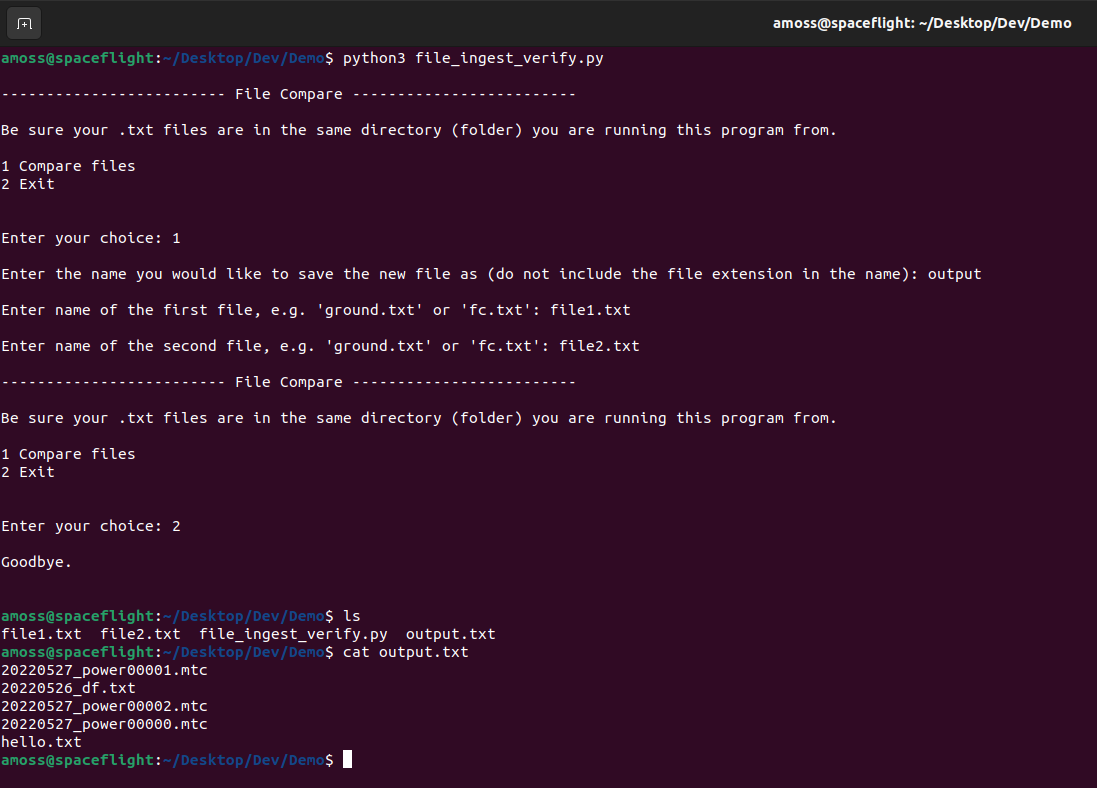 amoss@spaceflight: ~/Desktop/Dev/Demo
amoss@spaceflight:~/Desktop/Dev/Demo$ python3 file_ingest_verify.py
------------------------- File Compare -------------------------
Be sure your .txt files are in the same directory (folder) you are running this program from.
1 Compare files
2 Exit
Enter your choice: 1
Enter the name you would like to save the new file as (do not include the file extension in the name): output
Enter name of the first file, e.g. 'ground.txt' or 'fc.txt': file1.txt
Enter name of the second file, e.g. 'ground.txt' or 'fc.txt': file2.txt
------------------------- File Compare -------------------------
Be sure your .txt files are in the same directory (folder) you are running this program from.
1 Compare files
2 Exit
Enter your choice: 2
Goodbye.
amoss@spaceflight:~/Desktop/Dev/Demo$ ls
file1.txt  file2.txt  file_ingest_verify.py  output.txt
amoss@spaceflight:~/Desktop/Dev/Demo$ cat output.txt
20220527_power00001.mtc
20220526_df.txt
20220527_power00002.mtc
20220527_power00000.mtc
hello.txt
amoss@spaceflight:~/Desktop/Dev/Demo$